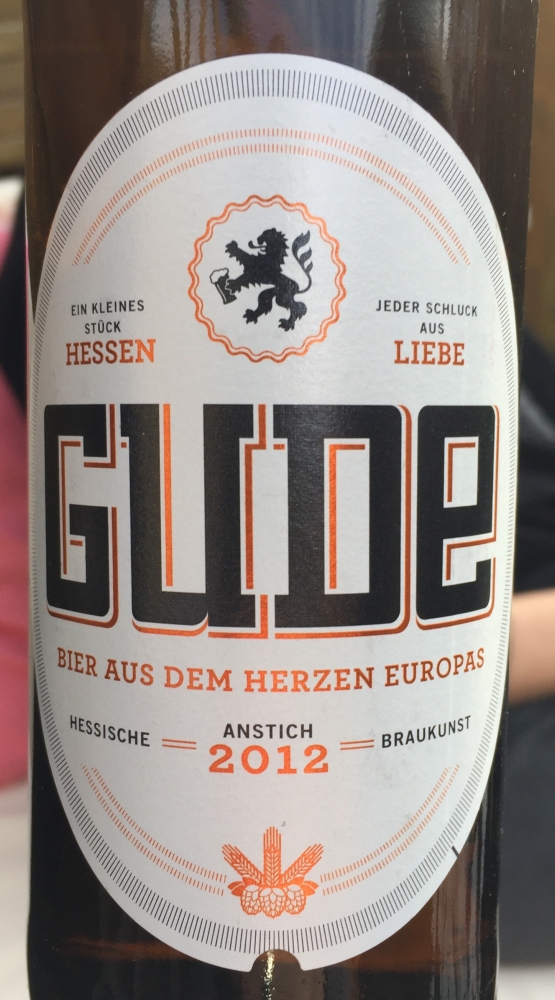 EIN KLEINES
STÜCK
HESSEN
JEDER SCHLUCK
AUS
LIEBE
GUDE
BIER AUS DEM HERZEN EUROPAS
HESSISCHE
ANSTICH
2012
BRAUKUNST